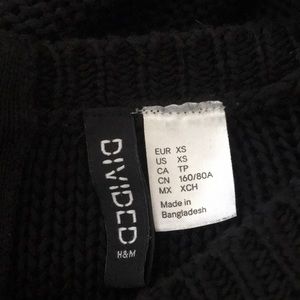 DIVIDED
H&M
EUR XS
US XS
CA TP
CN 160/80A
MX XCH
Made in
Bangladesh